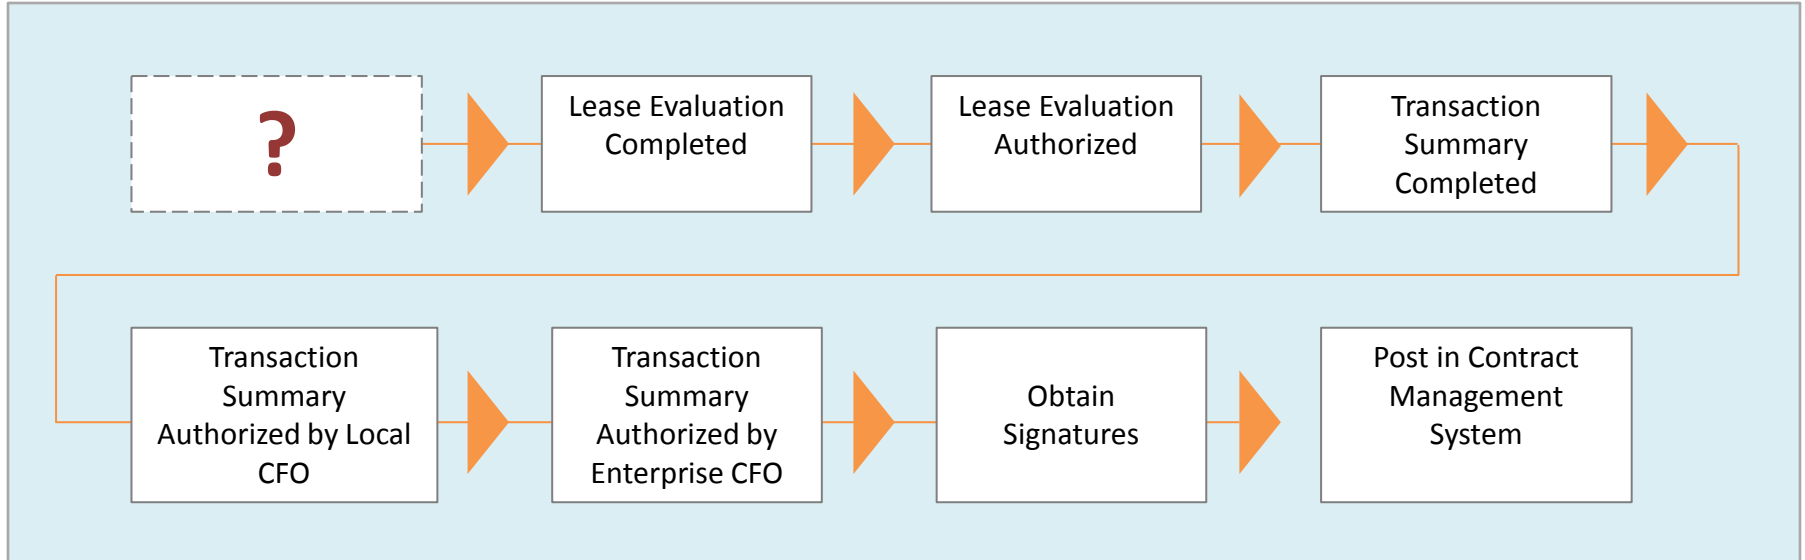 ?
Lease Evaluation
Completed
Lease Evaluation
Authorized
Transaction
Summary
Completed
Transaction
Summary
Authorized by Local
CFO
Transaction
Summary
Authorized by
Enterprise CFO
Obtain
Signatures
Post in Contract
Management
System